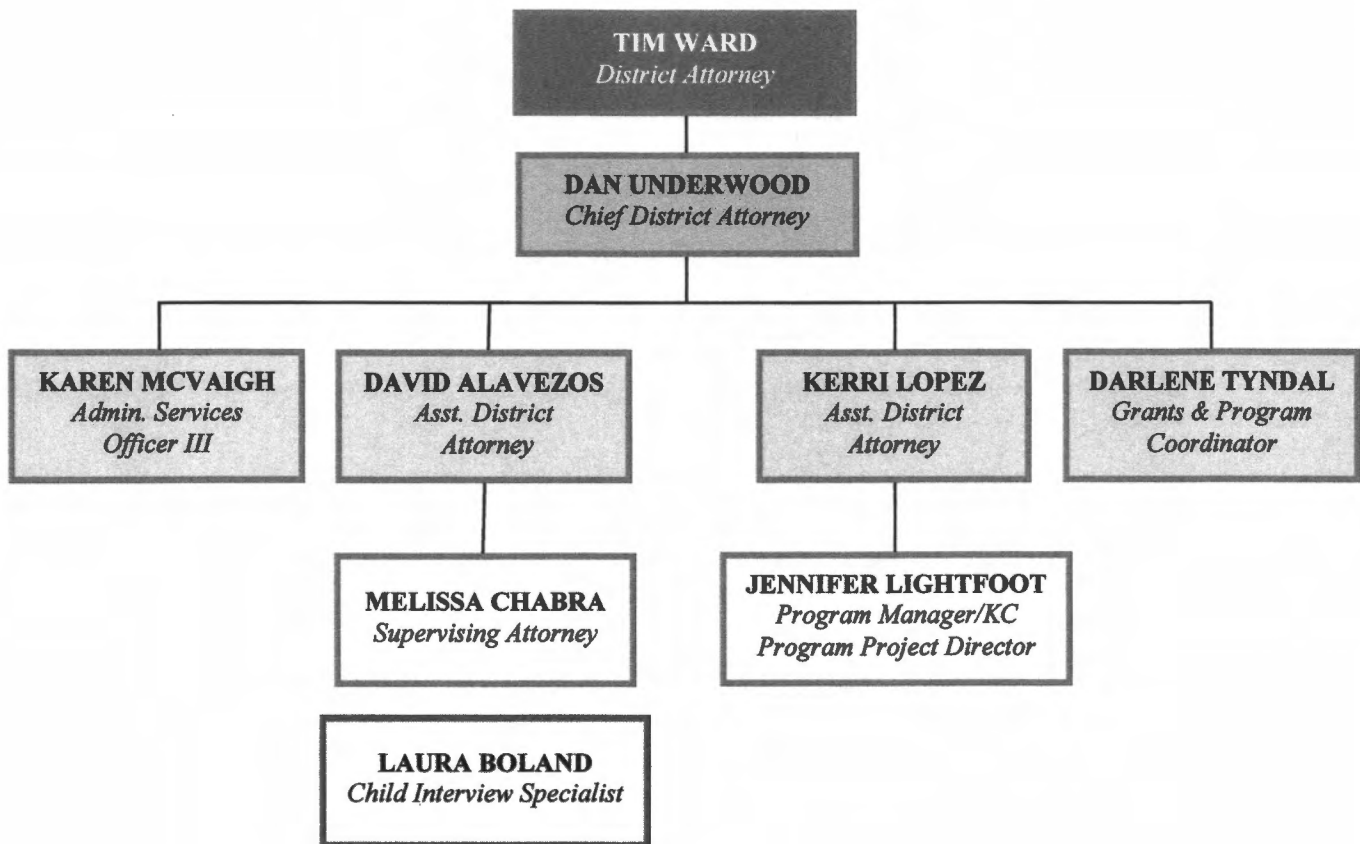 TIM WARD
District Attorney
DAN UNDERWOOD
Chief District Attorney
KAREN MCVAIGH
Admin. Services
Officer III
DAVID ALAVEZOS
Asst. District
Attorney
KERRI LOPEZ
Asst. District
Attorney
DARLENE TYNDAL
Grants & Program
Coordinator
MELISSA CHABRA
Supervising Attorney
JENNIFER LIGHTFOOT
Program Manager/KC
Program Project Director
LAURA BOLAND
Child Interview Specialist